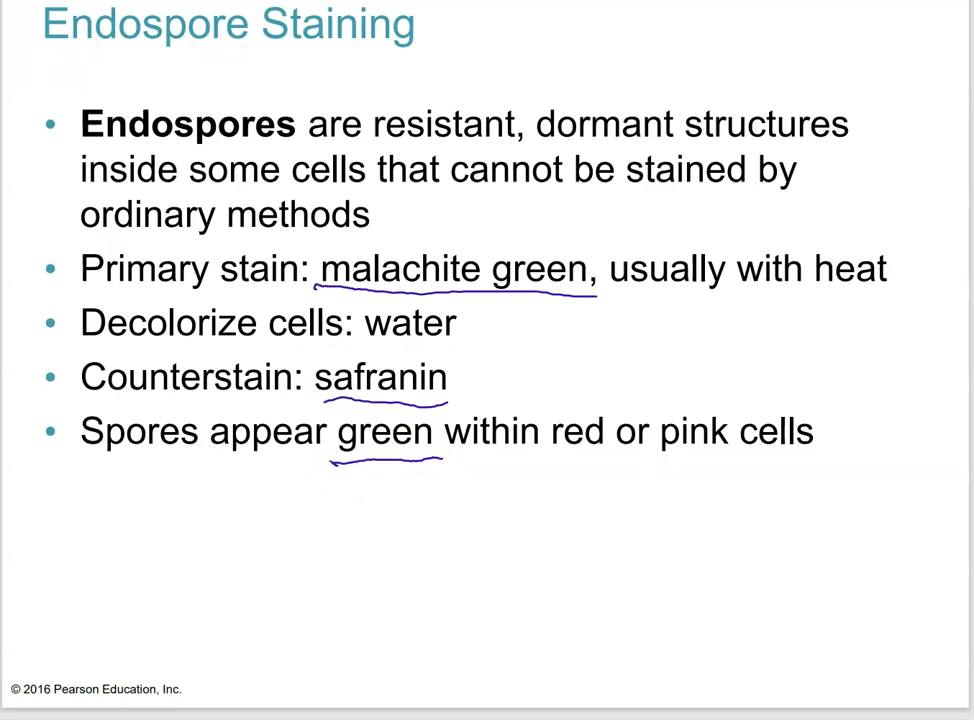 Endospore Staining
• Endospores are resistant, dormant structures
inside some cells that cannot be stained by
ordinary methods
• Primary stain: malachite green, usually with heat
• Decolorize cells: water
• Counterstain: safranin
• Spores appear green within red or pink cells
© 2016 Pearson Education, Inc.